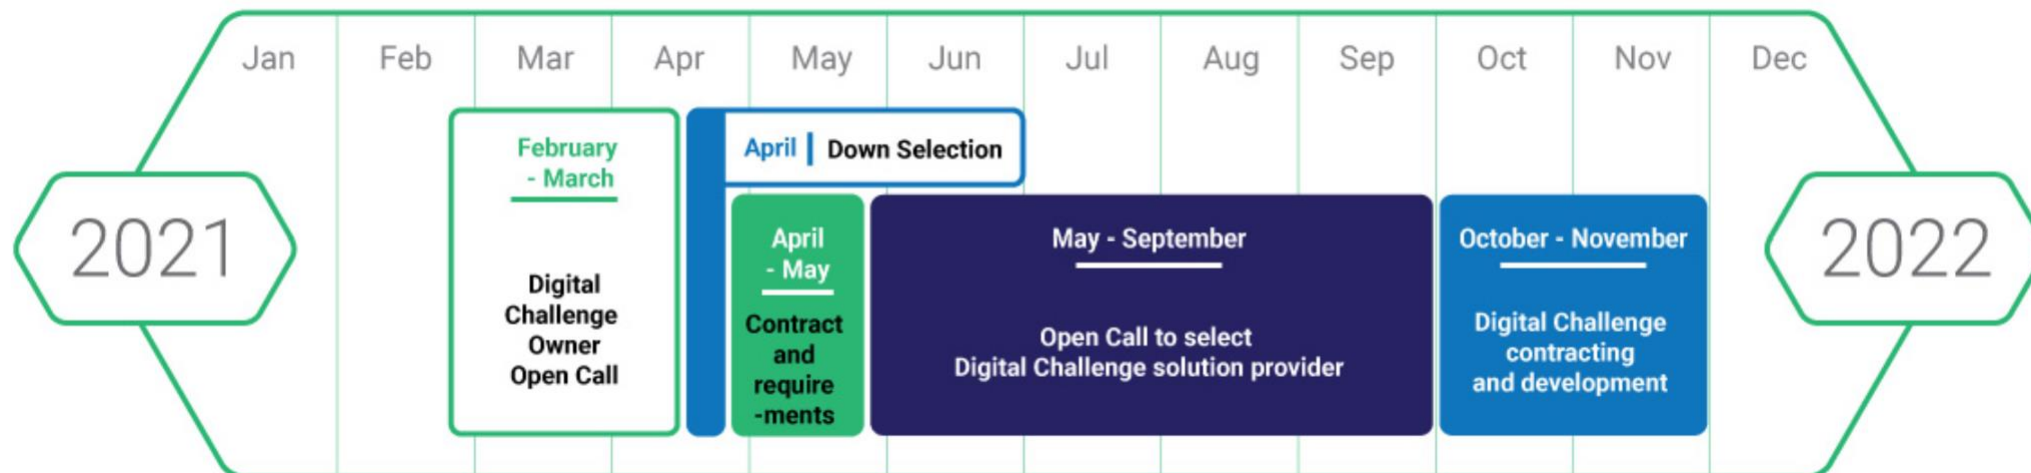 Jan Feb Mar Apr May Jun Jul Aug Sep Oct Nov Dec
2021
February
- March
Digital
Challenge
Owner
Open Call
April | Down Selection
April
- May
Contract
and
require
-ments
May - September
Open Call to select
Digital Challenge solution provider
October - November
Digital Challenge
contracting
and development
2022